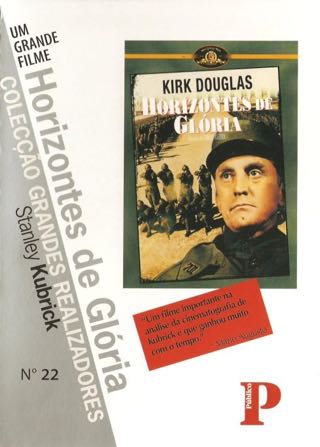 UM
GRANDE
FILME
Horizontes de Glória
COLECÇÃO GRANDES REALIZADORES
Stanley Kubrick
Nº 22
KIRK DOUGLAS
HORIZONTES DE
GLÓRIA
"Um filme importante na
análise da cinematografia de
Kubrick e que ganhou muito
com o tempo."
Público
P